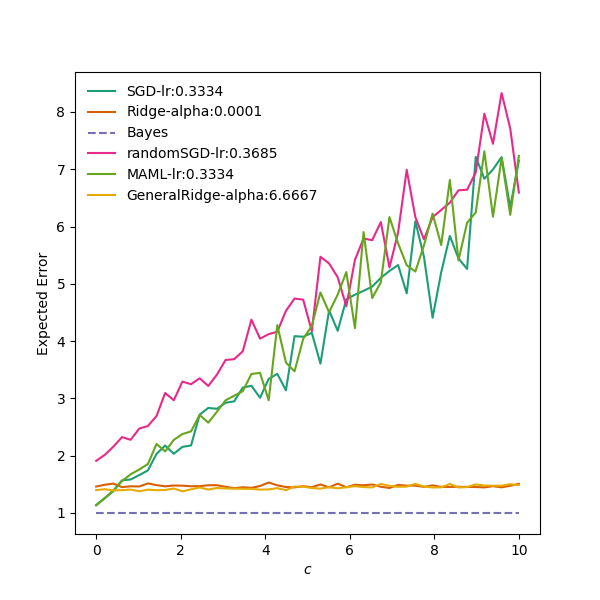 SGD-lr:0.3334
Ridge-alpha:0.0001
Bayes
randomSGD-lr:0.3685
MAML-lr:0.3334
GeneralRidge-alpha:6.6667
Expected Error
8
7
6
5
4
3
2
1
0 2 4 6 8 10
c